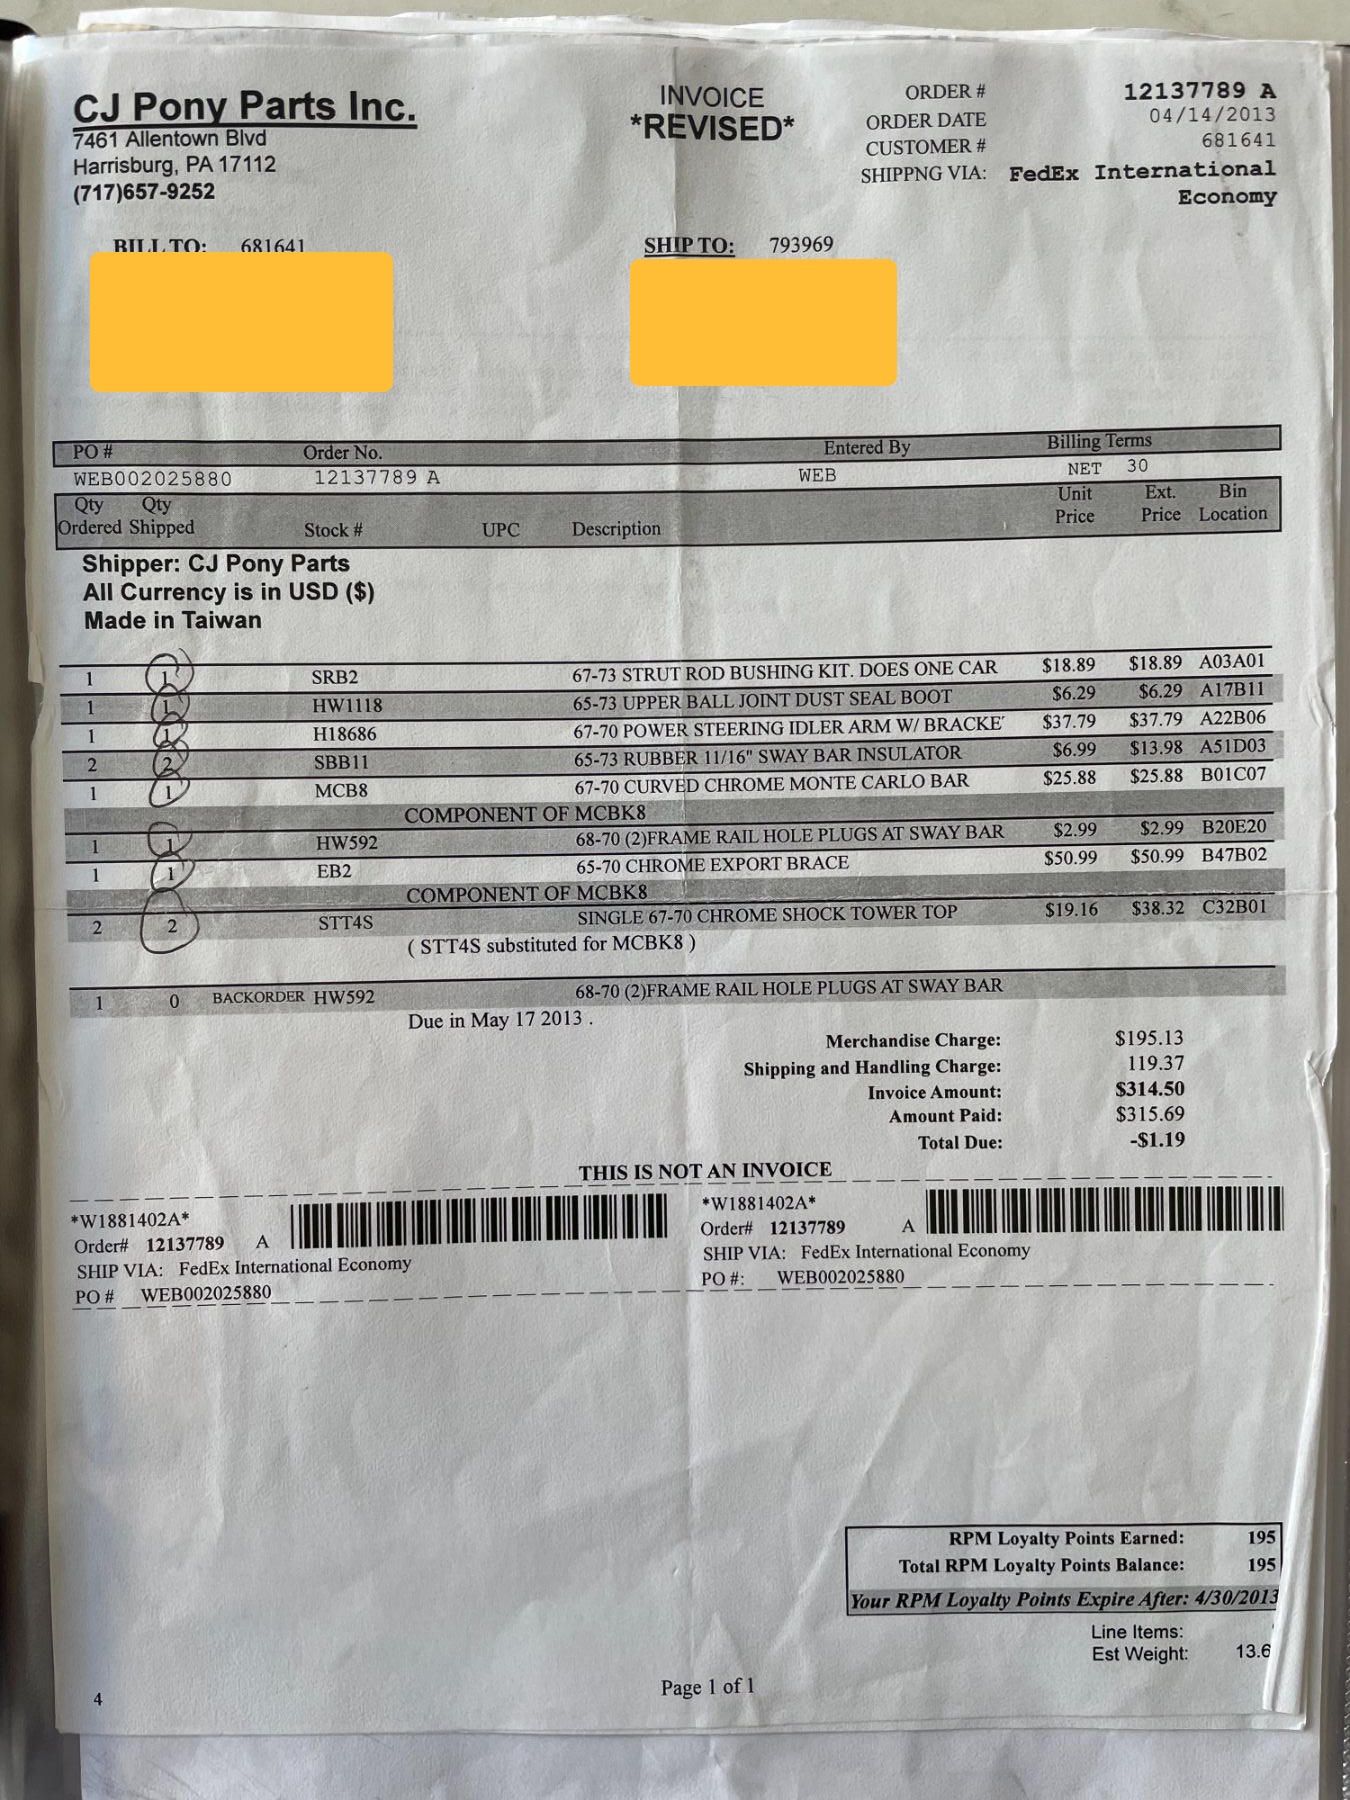 CJ Pony Parts Inc.
7461 Allentown Blvd
Harrisburg, PA 17112
(717)657-9252
INVOICE
*REVISED*
ORDER # 12137789 A
ORDER DATE 04/14/2013
CUSTOMER # 681641
SHIPPNG VIA: FedEx International
Economy
BILL TO: 681641
SHIP TO: 793969
PO # Order No. Entered By Billing Terms
WEB002025880 12137789 A WEB NET 30
Qty Qty Unit Ext. Bin
Ordered Shipped Stock # UPC Description Price Price Location
Shipper: CJ Pony Parts
All Currency is in USD ($)
Made in Taiwan
1 1 SRB2 67-73 STRUT ROD BUSHING KIT. DOES ONE CAR $18.89 $18.89 A03A01
1 1 HW1118 65-73 UPPER BALL JOINT DUST SEAL BOOT $6.29 $6.29 A17B11
1 1 H18686 67-70 POWER STEERING IDLER ARM W/ BRACKE $37.79 $37.79 A22B06
2 2 SBB11 65-73 RUBBER 11/16" SWAY BAR INSULATOR $6.99 $13.98 A51D03
1 1 MCB8 67-70 CURVED CHROME MONTE CARLO BAR $25.88 $25.88 B01C07
COMPONENT OF MCBK8
1 1 HW592 68-70 (2)FRAME RAIL HOLE PLUGS AT SWAY BAR $2.99 $2.99 B20E20
1 1 EB2 65-70 CHROME EXPORT BRACE $50.99 $50.99 B47B02
COMPONENT OF MCBK8
2 2 STT4S SINGLE 67-70 CHROME SHOCK TOWER TOP $19.16 $38.32 C32B01
( STT4S substituted for MCBK8 )
1 0 BACKORDER HW592 68-70 (2)FRAME RAIL HOLE PLUGS AT SWAY BAR
Due in May 17 2013 .
Merchandise Charge: $195.13
Shipping and Handling Charge: 119.37
Invoice Amount: $314.50
Amount Paid: $315.69
Total Due: -$1.19
THIS IS NOT AN INVOICE
*W1881402A*
Order# 12137789 A
SHIP VIA: FedEx International Economy
PO # WEB002025880
*W1881402A*
Order# 12137789 A
SHIP VIA: FedEx International Economy
PO #: WEB002025880
RPM Loyalty Points Earned: 195
Total RPM Loyalty Points Balance: 195
Your RPM Loyalty Points Expire After: 4/30/2013
Line Items:
Est Weight: 13.6
Page 1 of 1
4